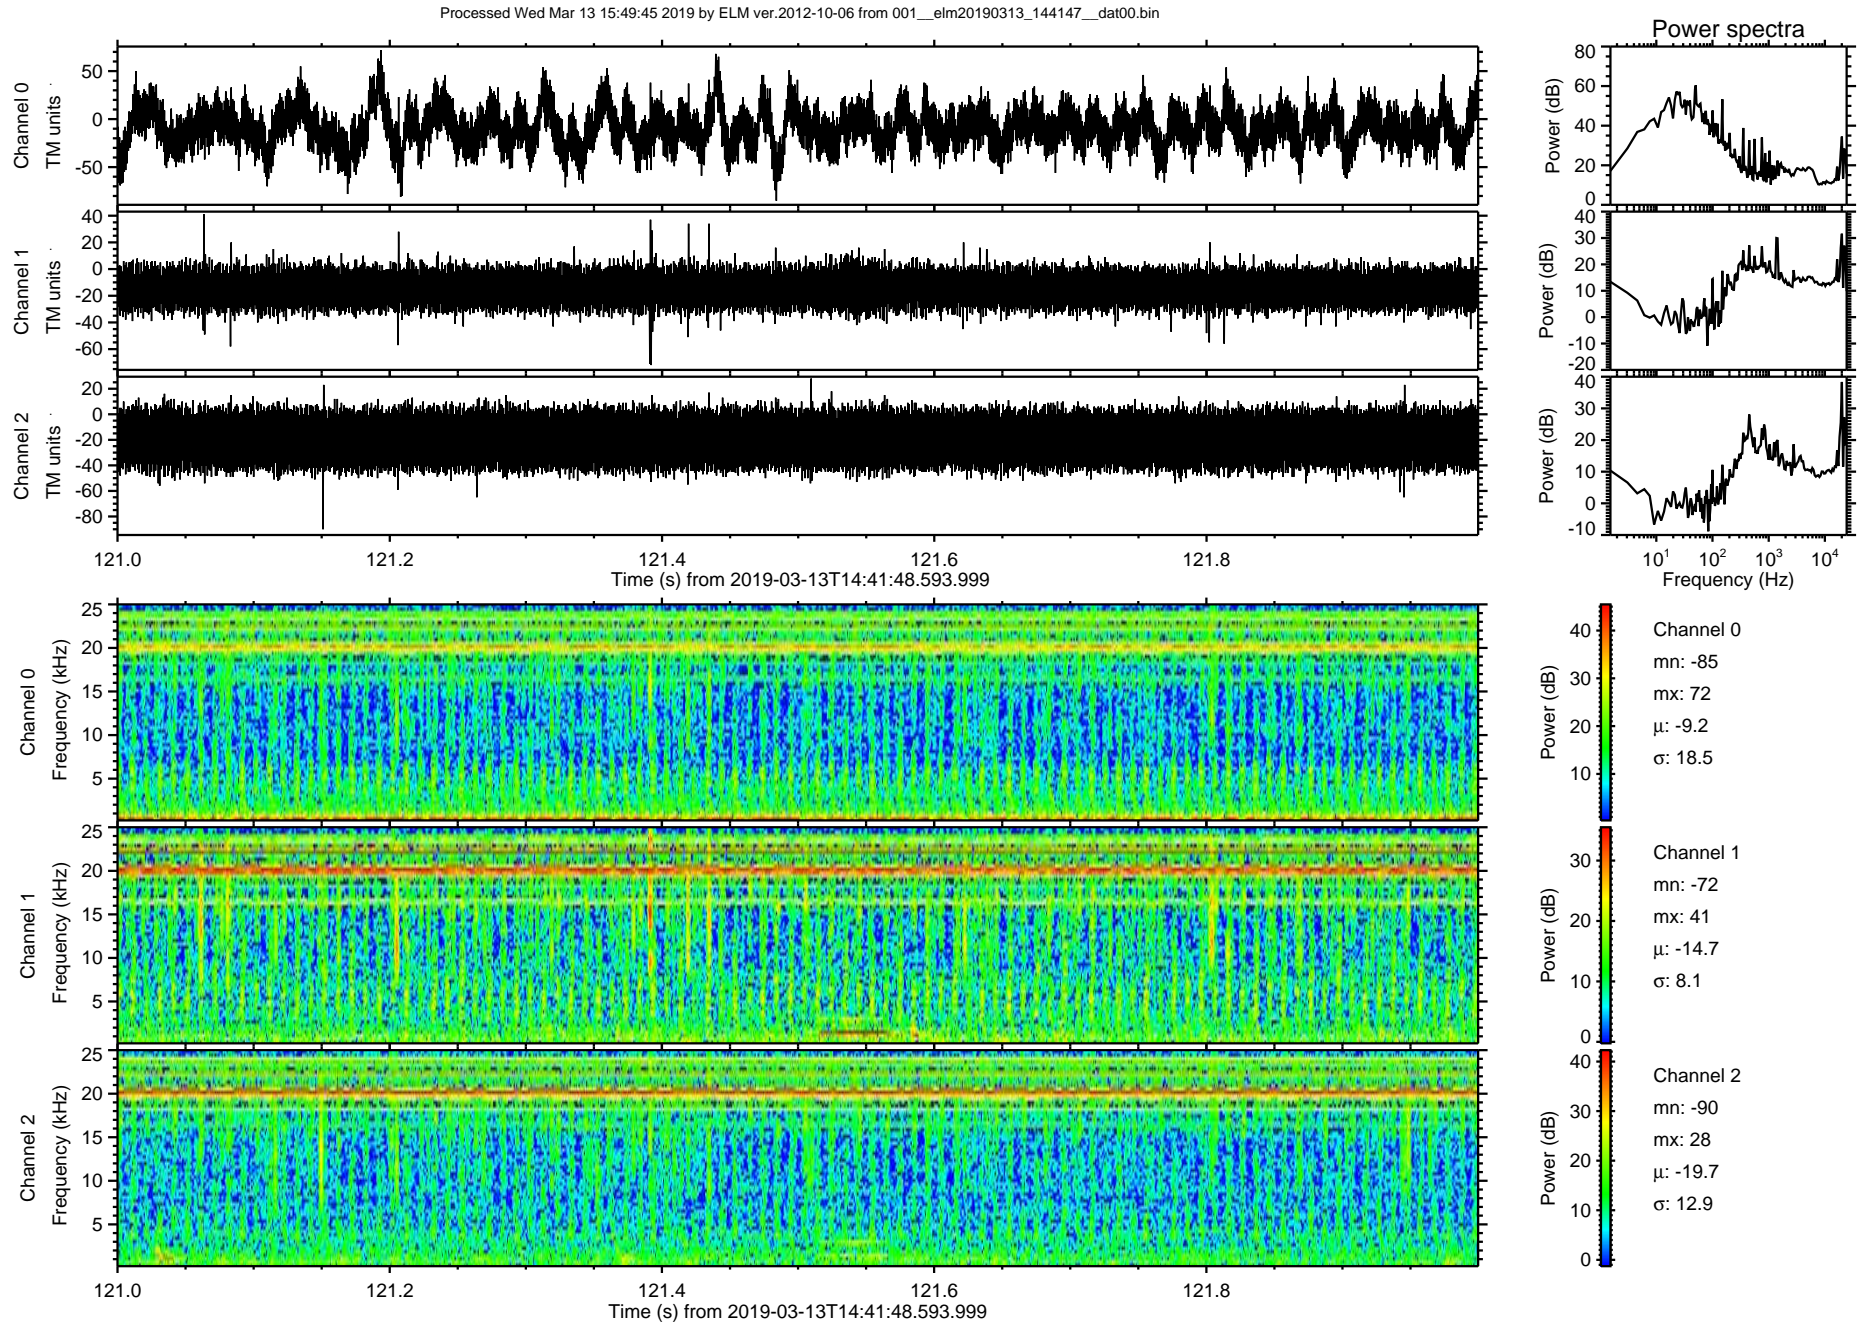 Processed Wed Mar 13 15:49:45 2019 by ELM ver.2012-10-06 from 001__elm20190313_144147__dat00.bin
Power spectra
Channel 0
TM units
50
0
-50
Power (dB)
80
60
40
20
0
Channel 1
TM units
40
20
0
-20
-40
-60
Power (dB)
40
30
20
10
0
-10
-20
Channel 2
TM units
20
0
-20
-40
-60
-80
Power (dB)
40
30
20
10
0
-10
121.0 121.2 121.4 121.6 121.8
Time (s) from 2019-03-13T14:41:48.593.999
10^1 10^2 10^3 10^4
Frequency (Hz)
Channel 0
Frequency (kHz)
25
20
15
10
5
Power (dB)
40
30
20
10
Channel 0
mn: -85
mx: 72
μ: -9.2
σ: 18.5
Channel 1
Frequency (kHz)
25
20
15
10
5
Power (dB)
30
20
10
0
Channel 1
mn: -72
mx: 41
μ: -14.7
σ: 8.1
Channel 2
Frequency (kHz)
25
20
15
10
5
Power (dB)
40
30
20
10
0
Channel 2
mn: -90
mx: 28
μ: -19.7
σ: 12.9
121.0 121.2 121.4 121.6 121.8
Time (s) from 2019-03-13T14:41:48.593.999